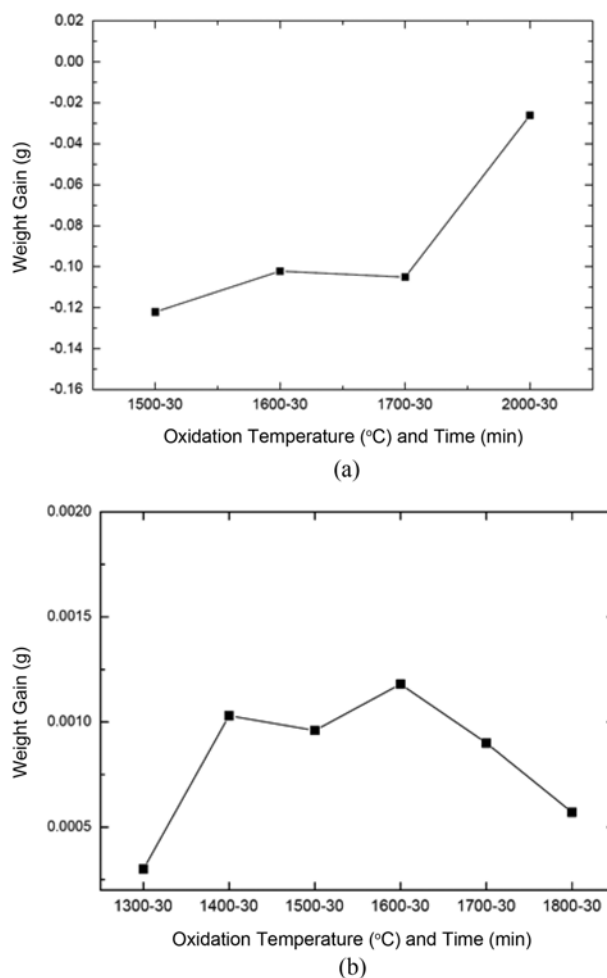 0.02
0.00
-0.02
-0.04
-0.06
-0.08
-0.10
-0.12
-0.14
-0.16
Weight Gain (g)
1500-30 1600-30 1700-30 2000-30
Oxidation Temperature (°C) and Time (min)
(a)
0.0020
0.0015
0.0010
0.0005
Weight Gain (g)
1300-30 1400-30 1500-30 1600-30 1700-30 1800-30
Oxidation Temperature (°C) and Time (min)
(b)